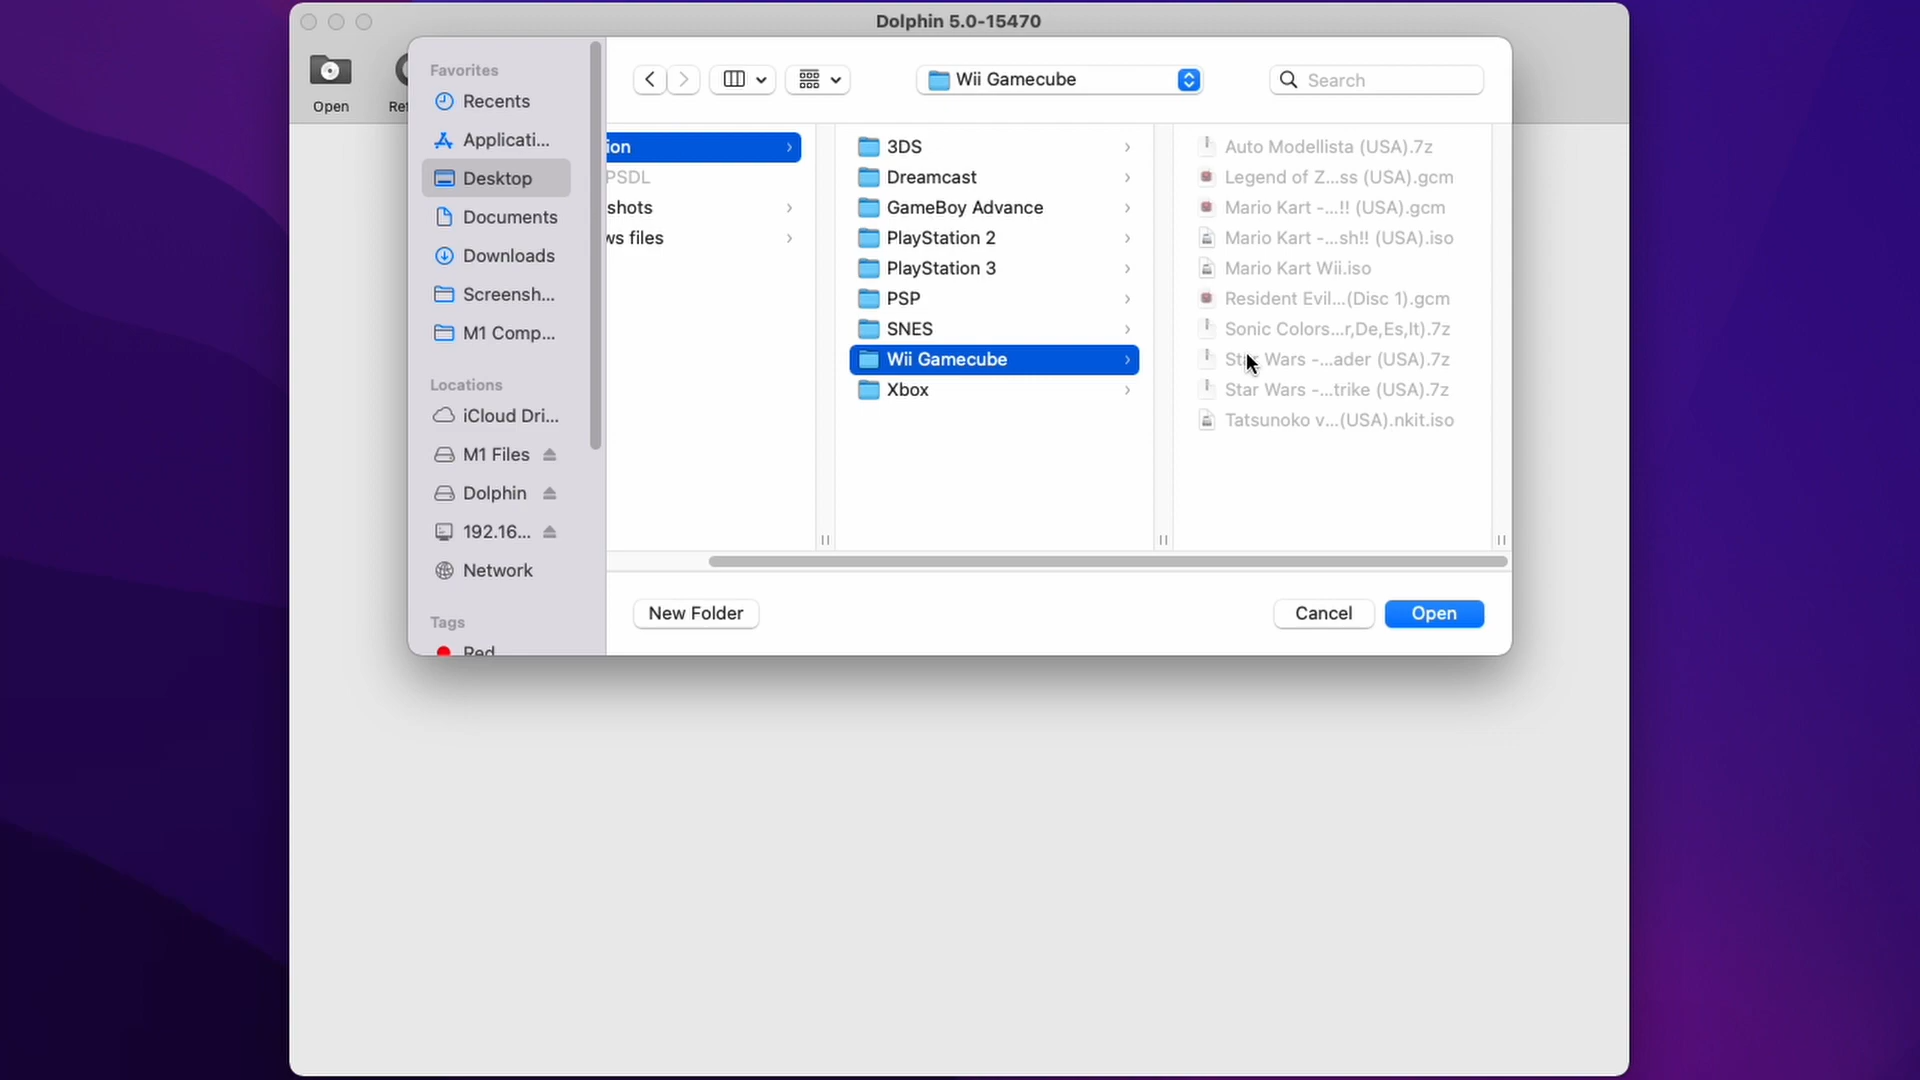 Dolphin 5.0-15470
Open
Ref
Favorites
Recents
Applicati...
Desktop
Documents
Downloads
Screensh...
M1 Comp...
Locations
iCloud Dri...
M1 Files
Dolphin
192.16...
Network
Tags
Red
Wii Gamecube
Search
ion
PSDL
shots
ws files
3DS
Dreamcast
GameBoy Advance
PlayStation 2
PlayStation 3
PSP
SNES
Wii Gamecube
Xbox
Auto Modellista (USA).7z
Legend of Z...ss (USA).gcm
Mario Kart -...!! (USA).gcm
Mario Kart -...sh!! (USA).iso
Mario Kart Wii.iso
Resident Evil...(Disc 1).gcm
Sonic Colors...r,De,Es,It).7z
Star Wars -...ader (USA).7z
Star Wars -...trike (USA).7z
Tatsunoko v...(USA).nkit.iso
New Folder
Cancel
Open